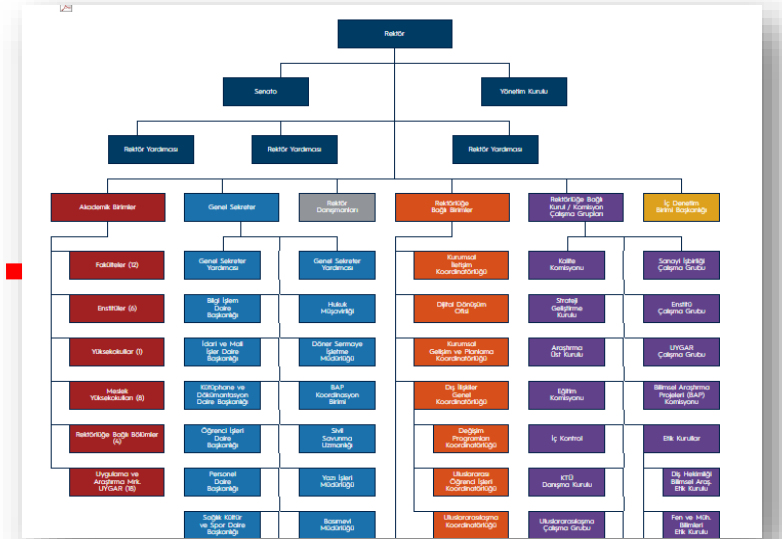 Rektör
Senato
Yönetim Kurulu
Rektör Yardımcısı
Rektör Yardımcısı
Rektör Yardımcısı
Akademik Birimler
Genel Sekreter
Rektör
Danışmanları
Rektörlüğe
Bağlı Birimler
Rektörlüğe Bağlı
Kurul / Komisyon
Çalışma Grupları
İç Denetim
Birimi Başkanlığı
Fakülteler (12)
Genel Sekreter
Yardımcısı
Genel Sekreter
Yardımcısı
Kurumsal
İletişim
Koordinatörlüğü
Kalite
Komisyonu
Sanayi İşbirliği
Çalışma Grubu
Enstitüler (6)
Bilgi İşlem
Daire
Başkanlığı
Hukuk
Müşavirliği
Dijital Dönüşüm
Ofisi
Strateji
Geliştirme
Kurulu
Enstitü
Çalışma Grubu
Yüksekokullar (1)
İdari ve Mali
İşler Daire
Başkanlığı
Döner Sermaye
İşletme
Müdürlüğü
Kurumsal
Gelişim ve Planlama
Koordinatörlüğü
Araştırma
Üst Kurulu
UYGAR
Çalışma Grubu
Meslek
Yüksekokulları (8)
Kütüphane ve
Dökümantasyon
Daire Başkanlığı
BAP
Koordinasyon
Birimi
Dış İlişkiler
Genel
Koordinatörlüğü
Eğitim
Komisyonu
Bilimsel Araştırma
Projeleri (BAP)
Komisyonu
Rektörlüğe Bağlı Bölümler
(4)
Öğrenci İşleri
Daire
Başkanlığı
Sivil
Savunma
Uzmanlığı
Değişim
Programları
Koordinatörlüğü
İç Kontrol
Etik Kurullar
Uygulama ve
Araştırma Mrk.
UYGAR (18)
Personel
Daire
Başkanlığı
Yazı İşleri
Müdürlüğü
Uluslararası
Öğrenci İşleri
Koordinatörlüğü
KTÜ
Danışma Kurulu
Diş Hekimliği
Bilimsel Araş.
Etik Kurulu
Sağlık Kültür
ve Spor Daire
Başkanlığı
Basımevi
Müdürlüğü
Uluslararasılaşma
Koordinatörlüğü
Uluslararasılaşma
Çalışma Grubu
Fen ve Müh.
Bilimleri
Etik Kurulu